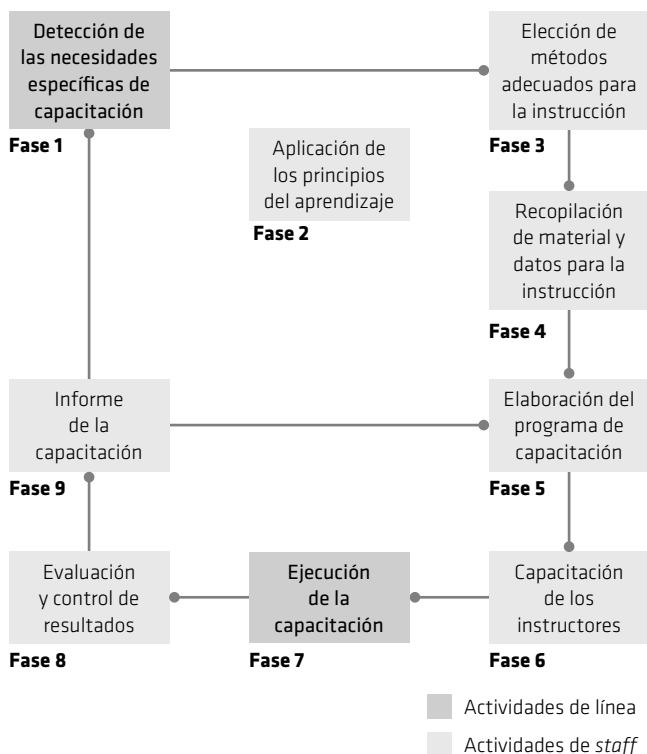 Detección de
las necesidades
específicas de
capacitación
Fase 1
Aplicación de
los principios
del aprendizaje
Fase 2
Elección de
métodos
adecuados para
la instrucción
Fase 3
Recopilación
de material y
datos para la
instrucción
Fase 4
Elaboración del
programa de
capacitación
Fase 5
Capacitación
de los
instructores
Fase 6
Ejecución
de la
capacitación
Fase 7
Evaluación
y control de
resultados
Fase 8
Informe
de la
capacitación
Fase 9
Actividades de línea
Actividades de staff